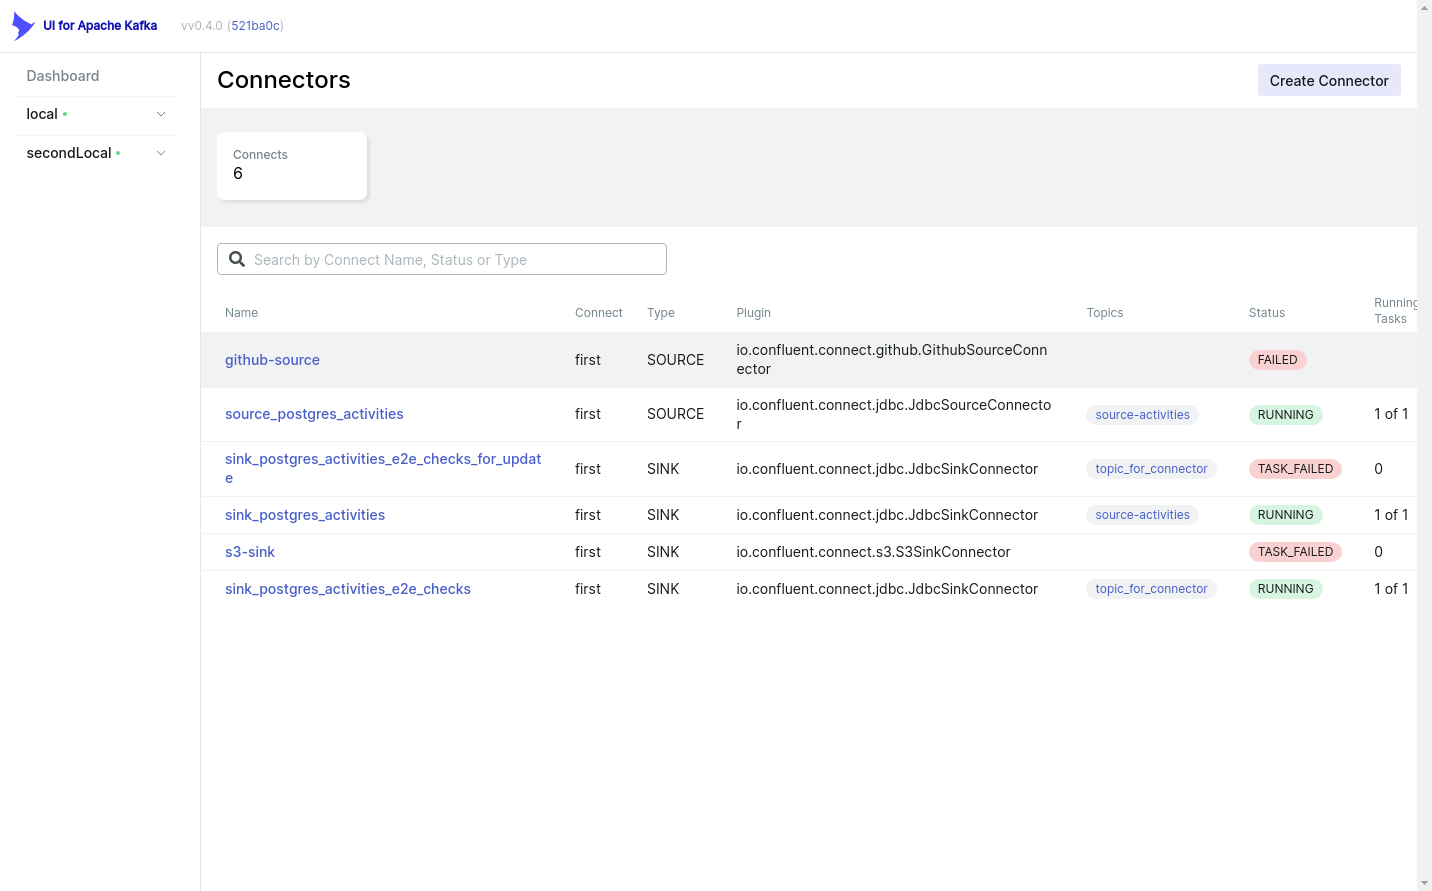 UI for Apache Kafka vv0.4.0 (521ba0c)
Dashboard
local
secondLocal
Connectors
Create Connector
Connects
6
Search by Connect Name, Status or Type
Name Connect Type Plugin Topics Status Running
Tasks
github-source first SOURCE io.confluent.connect.github.GithubSourceConn
ector FAILED
source_postgres_activities first SOURCE io.confluent.connect.jdbc.JdbcSourceConnecto
r source-activities RUNNING 1 of 1
sink_postgres_activities_e2e_checks_for_updat
e first SINK io.confluent.connect.jdbc.JdbcSinkConnector topic_for_connector TASK_FAILED 0
sink_postgres_activities first SINK io.confluent.connect.jdbc.JdbcSinkConnector source-activities RUNNING 1 of 1
s3-sink first SINK io.confluent.connect.s3.S3SinkConnector TASK_FAILED 0
sink_postgres_activities_e2e_checks first SINK io.confluent.connect.jdbc.JdbcSinkConnector topic_for_connector RUNNING 1 of 1